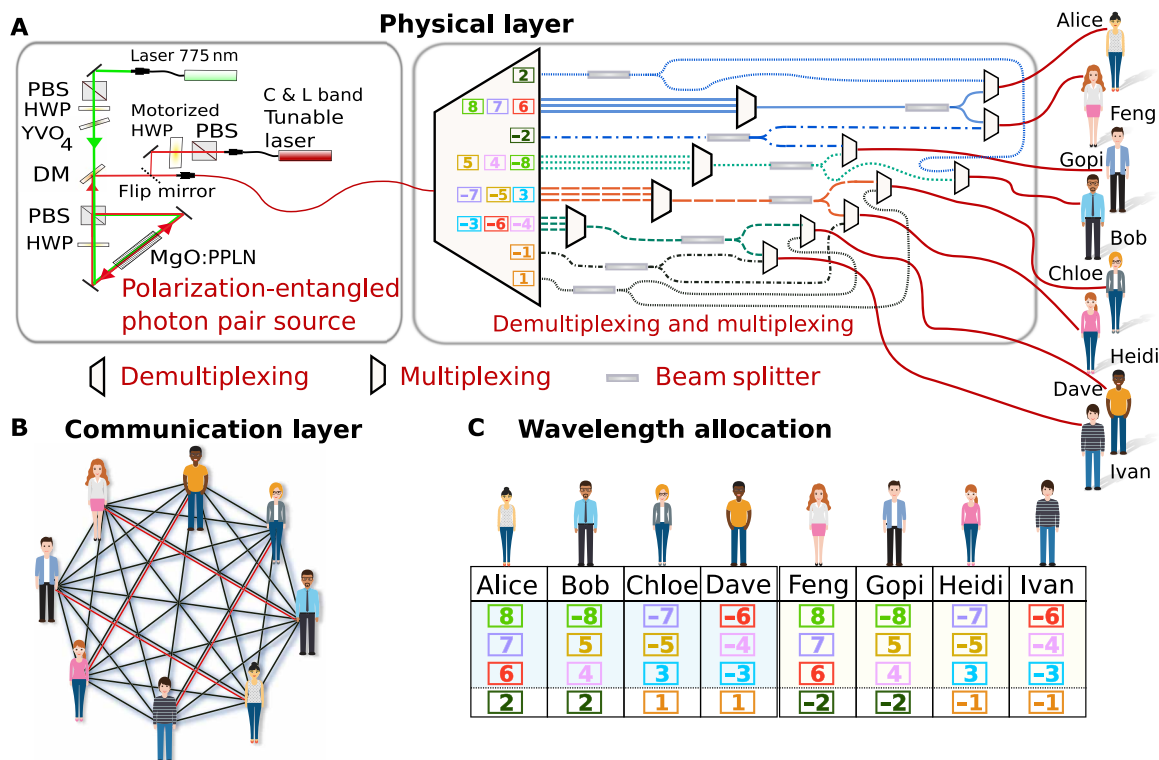 A
Physical layer
Laser 775 nm
PBS
HWP
YVO
4
DM
PBS
HWP
Motorized
HWP
PBS
C & L band
Tunable
laser
Flip mirror
MgO:PPLN
Polarization-entangled
photon pair source
2
8 7 6
−2
5 4 −8
−7 −5 3
−3 −6 −4
−1
1
Demultiplexing and multiplexing
Alice
Feng
Gopi
Bob
Chloe
Heidi
Dave
Ivan
Demultiplexing
Multiplexing
Beam splitter
B Communication layer
C Wavelength allocation
Alice Bob Chloe Dave Feng Gopi Heidi Ivan
8 −8 −7 −6 8 −8 −7 −6
7 5 −5 −4 7 5 −5 −4
6 4 3 −3 6 4 3 −3
2 2 1 1 −2 −2 −1 −1